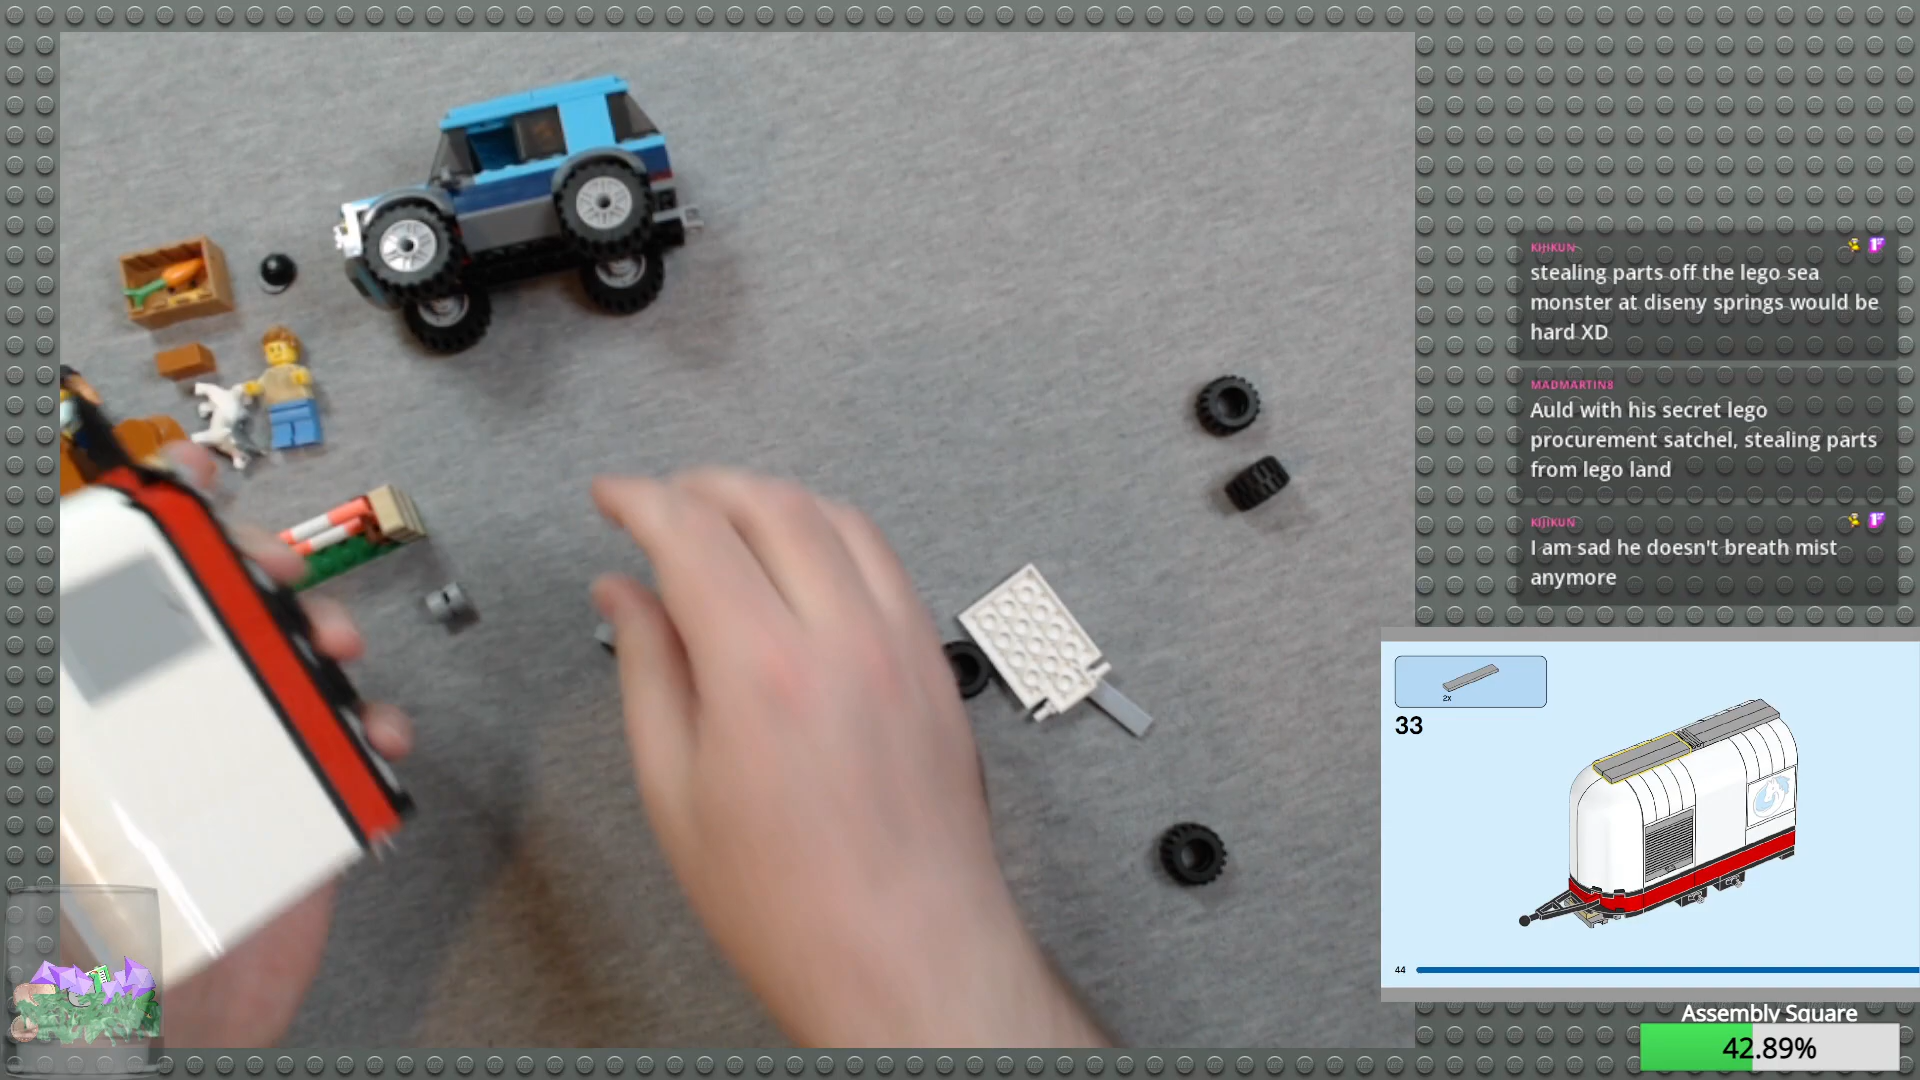 KIJIKUN
stealing parts off the lego sea
monster at diseny springs would be
hard XD
MADMARTIN8
Auld with his secret lego
procurement satchel, stealing parts
from lego land
KIJIKUN
I am sad he doesn't breath mist
anymore
2x
33
44
Assembly Square
42.89%